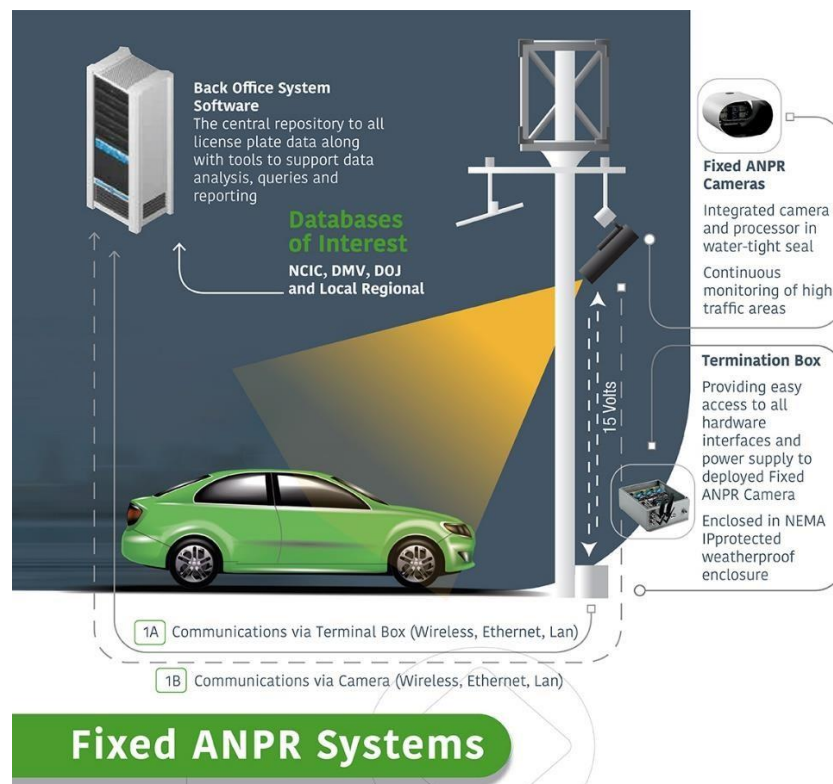 Back Office System
Software
The central repository to all
license plate data along
with tools to support data
analysis, queries and
reporting
Databases
of Interest
NCIC, DMV, DOJ
and Local Regional
Fixed ANPR
Cameras
Integrated camera
and processor in
water-tight seal
Continuous
monitoring of high
traffic areas
15 Volts
Termination Box
Providing easy
access to all
hardware
interfaces and
power supply to
deployed Fixed
ANPR Camera
Enclosed in NEMA
IPprotected
weatherproof
enclosure
1A Communications via Terminal Box (Wireless, Ethernet, Lan)
1B Communications via Camera (Wireless, Ethernet, Lan)
Fixed ANPR Systems